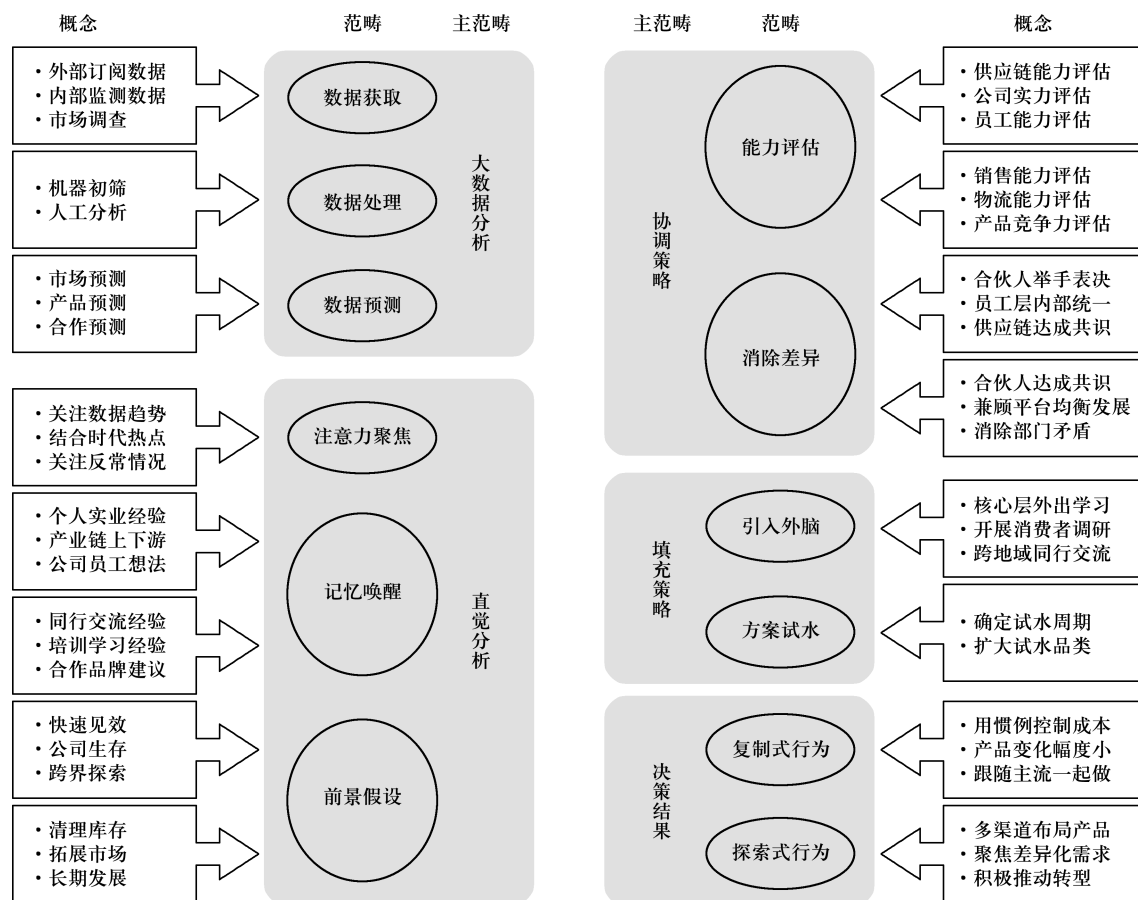 概念
范畴
主范畴
主范畴
范畴
概念
・外部订阅数据
・内部监测数据
・市场调查
数据获取
・机器初筛
・人工分析
数据处理
・市场预测
・产品预测
・合作预测
数据预测
大数据分析
・关注数据趋势
・结合时代热点
・关注反常情况
注意力聚焦
・个人实业经验
・产业链上下游
・公司员工想法
・同行交流经验
・培训学习经验
・合作品牌建议
记忆唤醒
・快速见效
・公司生存
・跨界探索
・清理库存
・拓展市场
・长期发展
前景假设
直觉分析
协调策略
能力评估
・供应链能力评估
・公司实力评估
・员工能力评估
・销售能力评估
・物流能力评估
・产品竞争力评估
消除差异
・合伙人举手表决
・员工层内部统一
・供应链达成共识
・合伙人达成共识
・兼顾平台均衡发展
・消除部门矛盾
填充策略
引入外脑
・核心层外出学习
・开展消费者调研
・跨地域同行交流
方案试水
・确定试水周期
・扩大试水品类
决策结果
复制式行为
・用惯例控制成本
・产品变化幅度小
・跟随主流一起做
探索式行为
・多渠道布局产品
・聚焦差异化需求
・积极推动转型